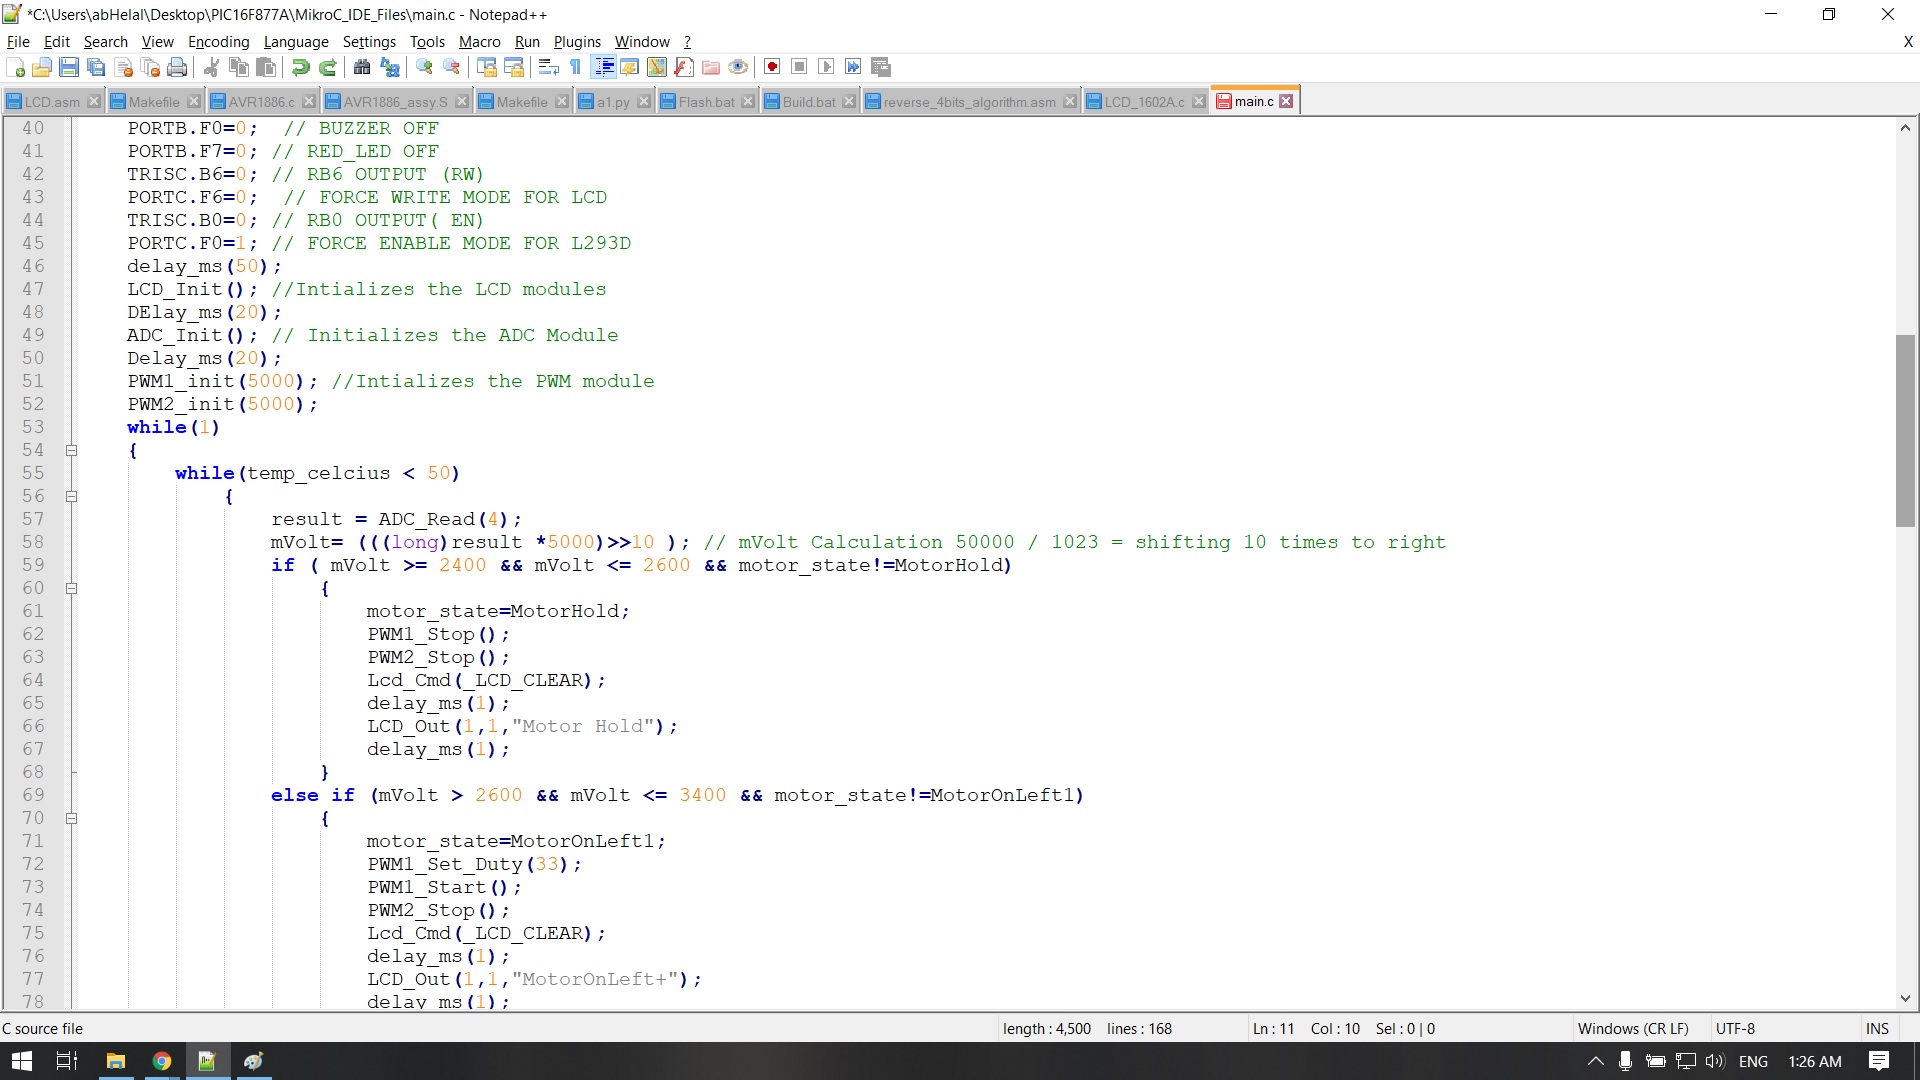 *C:\Users\abHelal\Desktop\PIC16F877A\MikroC_IDE_Files\main.c - Notepad++
File Edit Search View Encoding Language Settings Tools Macro Run Plugins Window ? X
LCD.asm Makefile AVR1886.c AVR1886_assy.S Makefile a1.py Flash.bat Build.bat reverse_4bits_algorithm.asm LCD_1602A.c main.c
40 PORTB.F0=0;  // BUZZER OFF
41 PORTB.F7=0; // RED_LED OFF
42 TRISC.B6=0; // RB6 OUTPUT (RW)
43 PORTC.F6=0;  // FORCE WRITE MODE FOR LCD
44 TRISC.B0=0; // RB0 OUTPUT( EN)
45 PORTC.F0=1; // FORCE ENABLE MODE FOR L293D
46 delay_ms(50);
47 LCD_Init(); //Intializes the LCD modules
48 DElay_ms(20);
49 ADC_Init(); // Initializes the ADC Module
50 Delay_ms(20);
51 PWM1_init(5000); //Intializes the PWM module
52 PWM2_init(5000);
53 while(1)
54 {
55 while(temp_celcius < 50)
56 {
57 result = ADC_Read(4);
58 mVolt= (((long)result *5000)>>10 ); // mVolt Calculation 50000 / 1023 = shifting 10 times to right
59 if ( mVolt >= 2400 && mVolt <= 2600 && motor_state!=MotorHold)
60 {
61 motor_state=MotorHold;
62 PWM1_Stop();
63 PWM2_Stop();
64 Lcd_Cmd(_LCD_CLEAR);
65 delay_ms(1);
66 LCD_Out(1,1,"Motor Hold");
67 delay_ms(1);
68 }
69 else if (mVolt > 2600 && mVolt <= 3400 && motor_state!=MotorOnLeft1)
70 {
71 motor_state=MotorOnLeft1;
72 PWM1_Set_Duty(33);
73 PWM1_Start();
74 PWM2_Stop();
75 Lcd_Cmd(_LCD_CLEAR);
76 delay_ms(1);
77 LCD_Out(1,1,"MotorOnLeft+");
78 delay_ms(1);
C source file length : 4,500 lines : 168 Ln : 11 Col : 10 Sel : 0 | 0 Windows (CR LF) UTF-8 INS
ENG 1:26 AM